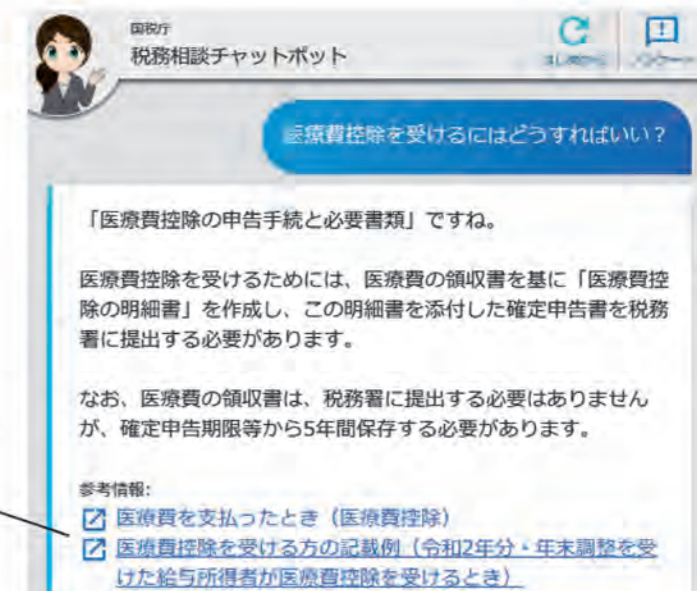 国税庁
税務相談チャットボット
はじめから
アンケート
医療費控除を受けるにはどうすればいい？
「医療費控除の申告手続と必要書類」ですね。
医療費控除を受けるためには、医療費の領収書を基に「医療費控
除の明細書」を作成し、この明細書を添付した確定申告書を税務
署に提出する必要があります。
なお、医療費の領収書は、税務署に提出する必要はありません
が、確定申告期限等から5年間保存する必要があります。
参考情報:
医療費を支払ったとき（医療費控除）
医療費控除を受ける方の記載例（令和2年分・年末調整を受
けた給与所得者が医療費控除を受けるとき）